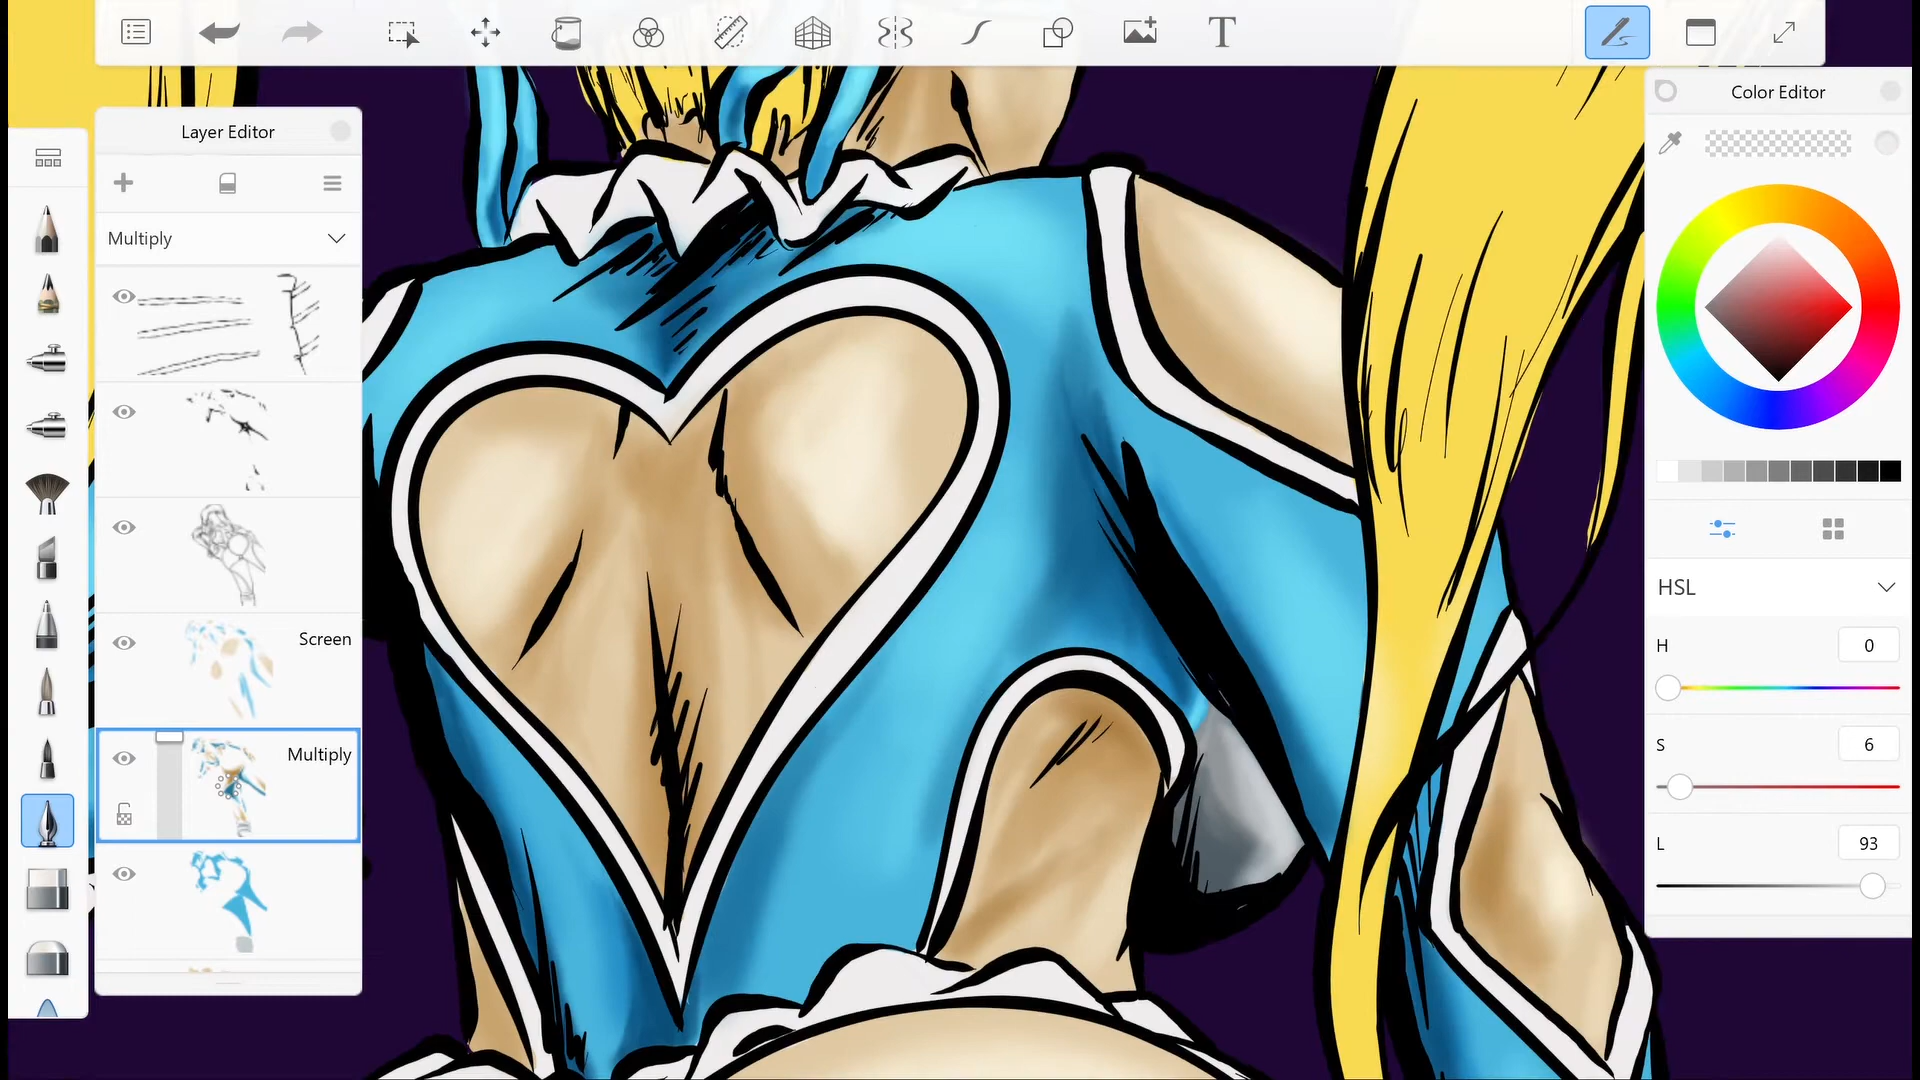 T
Layer Editor
Color Editor
Multiply
Screen
Multiply
HSL
H 0
S 6
L 93